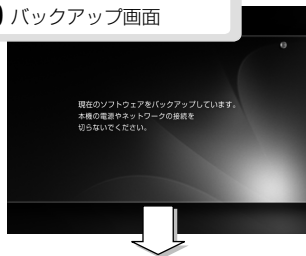 バックアップ画面
現在のソフトウェアをバックアップしています。
本機の電源やネットワークの接続を
切らないでください。